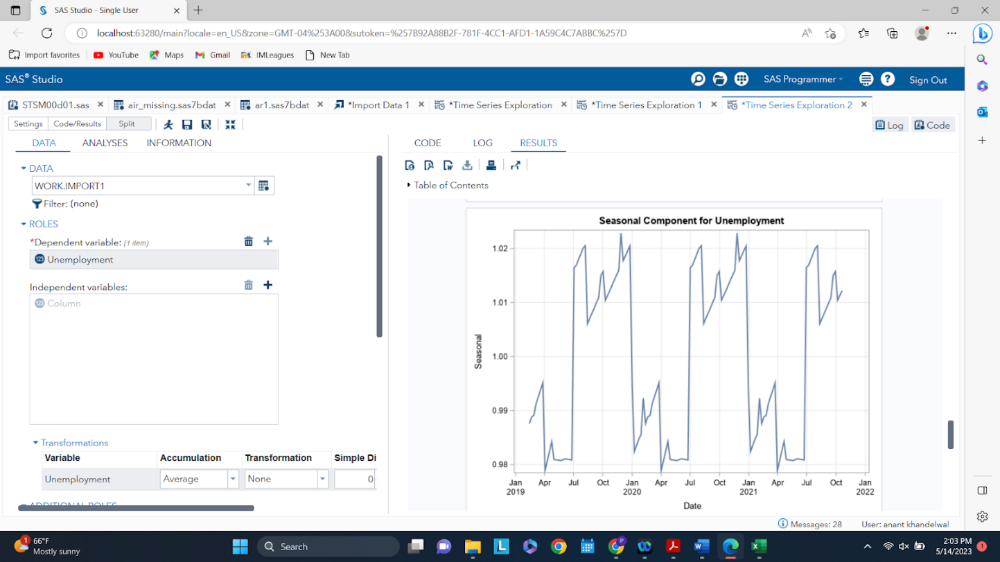 SAS Studio - Single User
localhost:63280/main?locale=en_US&zone=GMT-04%253A00&sutoken=%257B92A88B2F-781F-4CC1-AFD1-1A59C4C7ABBC%257D
Import favorites YouTube Maps Gmail IMLeagues New Tab
SAS® Studio SAS Programmer Sign Out
STSM00d01.sas air_missing.sas7bdat ar1.sas7bdat *Import Data 1 *Time Series Exploration *Time Series Exploration 1 *Time Series Exploration 2
Settings Code/Results Split Log Code
DATA ANALYSES INFORMATION
DATA
WORK.IMPORT1
Filter: (none)
ROLES
*Dependent variable: (1 item)
123 Unemployment
Independent variables:
123 Column
Transformations
Variable Accumulation Transformation Simple Di
Unemployment Average None 0
ADDITIONAL ROLES
CODE LOG RESULTS
Table of Contents
Seasonal Component for Unemployment
1.02
1.01
1.00
0.99
0.98
Seasonal
Jan Apr Jul Oct Jan Apr Jul Oct Jan Apr Jul Oct Jan
2019 2020 2021 2022
Date
Messages: 28 User: anant khandelwal
1 66°F
Mostly sunny
Search
P
2:03 PM
5/14/2023
1